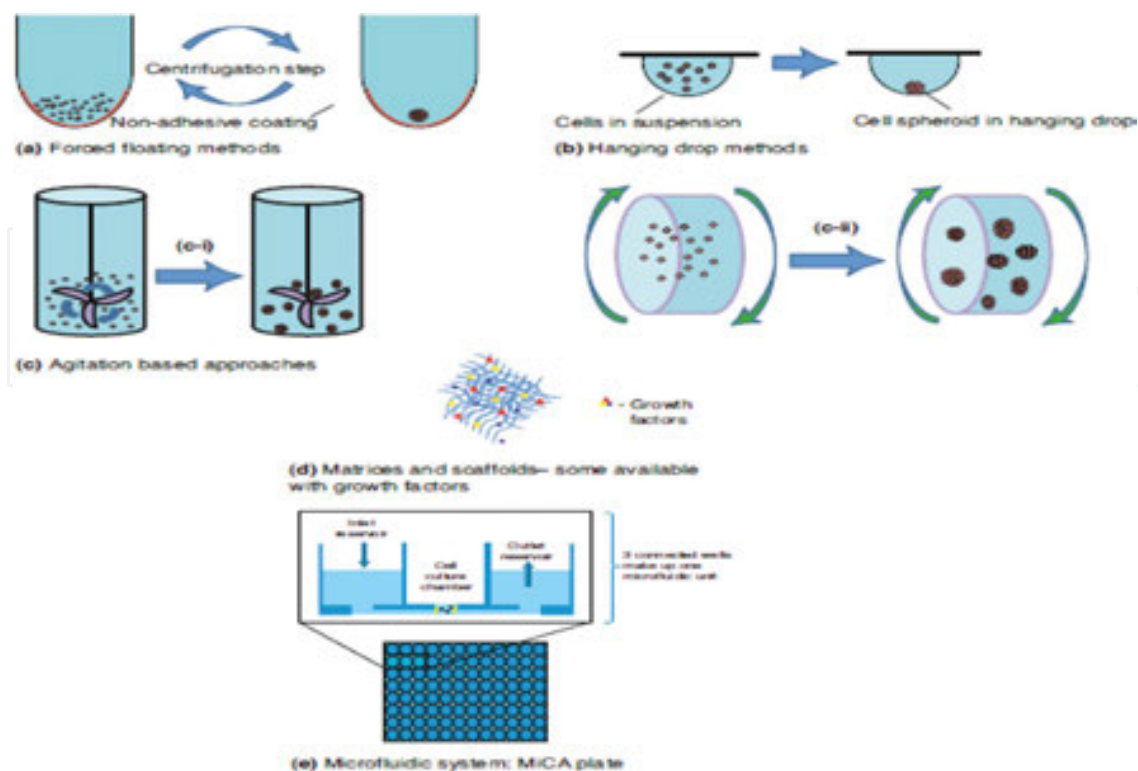 Centrifugation step
Non-adhesive coating
(a) Forced floating methods
Cells in suspension
Cell spheroid in hanging drop
(b) Hanging drop methods
(c-i)
(c-ii)
(c) Agitation based approaches
- Growth
factors
(d) Matrices and scaffolds– some available
with growth factors
Inlet
reservoir
Cell
culture
chamber
Outlet
reservoir
3 connected wells
make up one
microfluidic unit
(e) Microfluidic system: MiCA plate